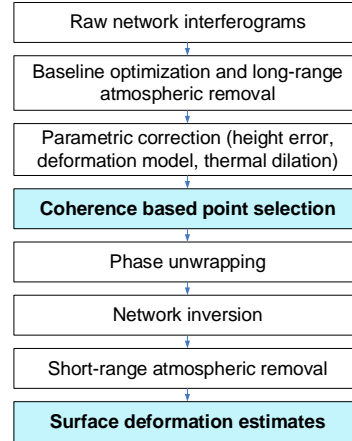 Raw network interferograms
Baseline optimization and long-range
atmospheric removal
Parametric correction (height error,
deformation model, thermal dilation)
Coherence based point selection
Phase unwrapping
Network inversion
Short-range atmospheric removal
Surface deformation estimates